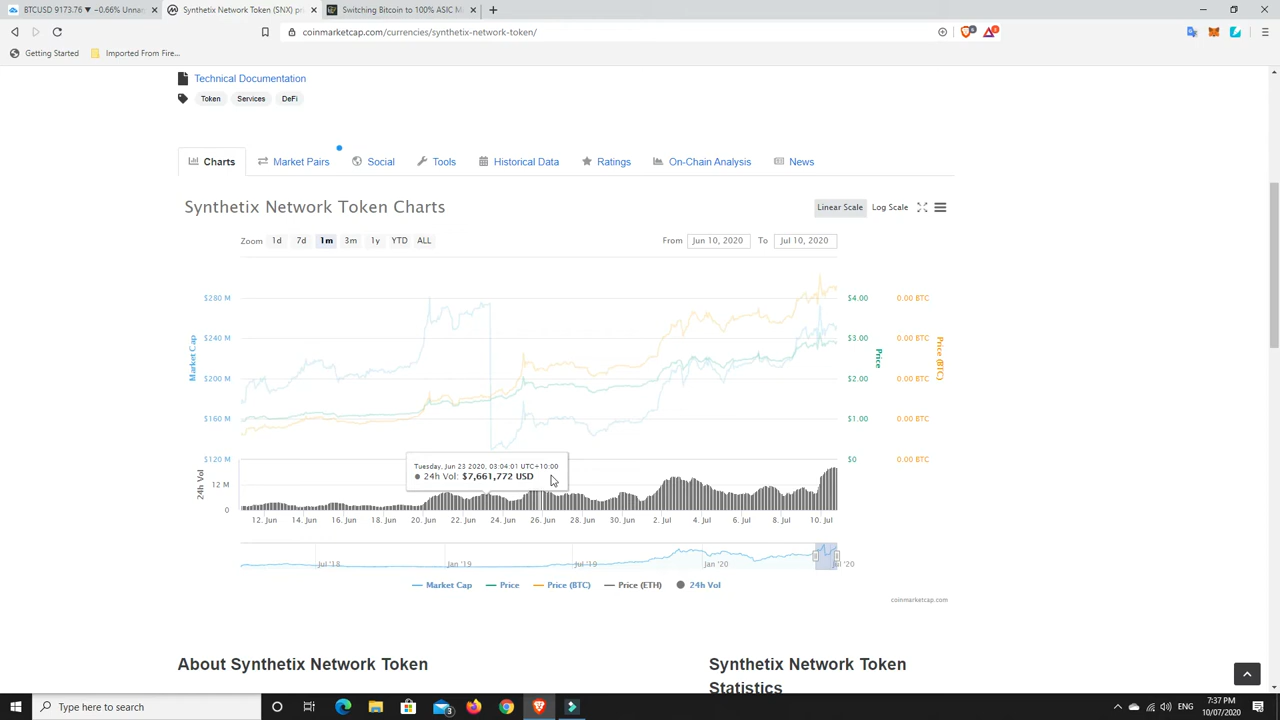 BTCUSD 9173.76 ▼ −0.66% Unnar
Synthetix Network Token (SNX) pri
Switching Bitcoin to 100% ASIC M
coinmarketcap.com/currencies/synthetix-network-token/
Getting Started
Imported From Fire...
Technical Documentation
Token Services DeFi
Charts Market Pairs Social Tools Historical Data Ratings On-Chain Analysis News
Synthetix Network Token Charts
Linear Scale Log Scale
Zoom 1d 7d 1m 3m 1y YTD ALL
From Jun 10, 2020 To Jul 10, 2020
$280 M $4.00 0.00 BTC
$240 M $3.00 0.00 BTC
Market Cap
Price
Price (BTC)
$200 M $2.00 0.00 BTC
$160 M $1.00 0.00 BTC
$120 M $0 0.00 BTC
Tuesday, Jun 23 2020, 03:04:01 UTC+10:00
24h Vol: $7,661,772 USD
24h Vol
12 M
0
12. Jun 14. Jun 16. Jun 18. Jun 20. Jun 22. Jun 24. Jun 26. Jun 28. Jun 30. Jun 2. Jul 4. Jul 6. Jul 8. Jul 10. Jul
Jul '18 Jan '19 Jul '19 Jan '20 Jul '20
Market Cap Price Price (BTC) Price (ETH) 24h Vol
coinmarketcap.com
About Synthetix Network Token
Synthetix Network Token
Statistics
Type here to search
3
ENG
7:37 PM
10/07/2020